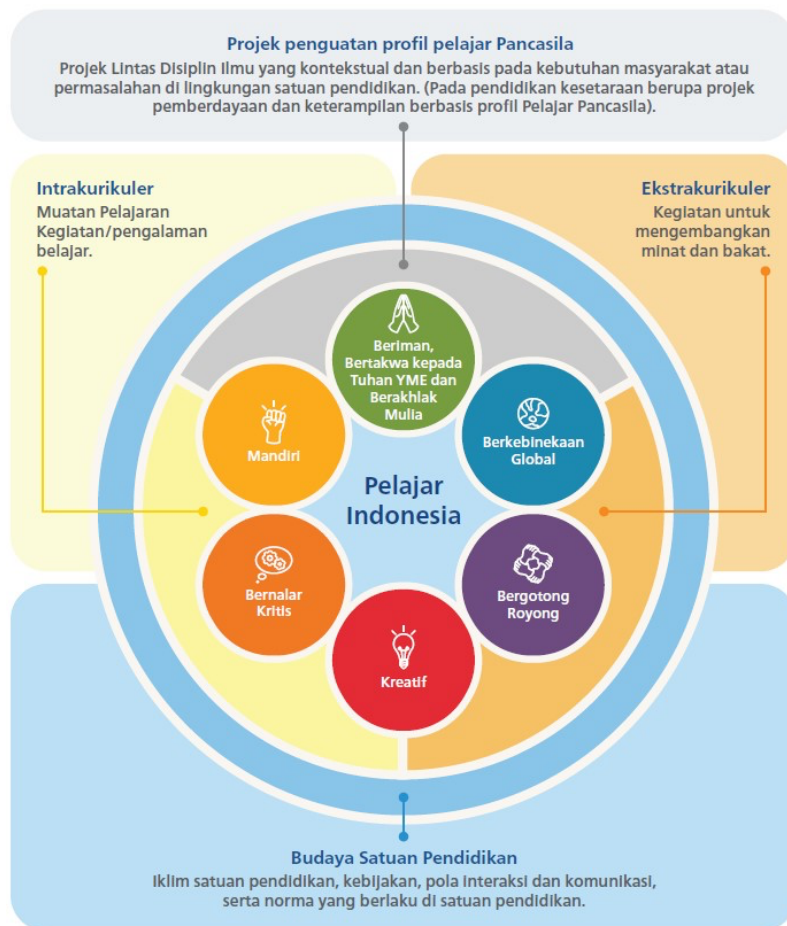 Projek penguatan profil pelajar Pancasila
Projek Lintas Disiplin Ilmu yang kontekstual dan berbasis pada kebutuhan masyarakat atau
permasalahan di lingkungan satuan pendidikan. (Pada pendidikan kesetaraan berupa projek
pemberdayaan dan keterampilan berbasis profil Pelajar Pancasila).
Intrakurikuler
Muatan Pelajaran
Kegiatan/pengalaman
belajar.
Ekstrakurikuler
Kegiatan untuk
mengembangkan
minat dan bakat.
Beriman,
Bertakwa kepada
Tuhan YME dan
Berakhlak
Mulia
Mandiri
Berkebinekaan
Global
Pelajar
Indonesia
Bernalar
Kritis
Bergotong
Royong
Kreatif
Budaya Satuan Pendidikan
Iklim satuan pendidikan, kebijakan, pola interaksi dan komunikasi,
serta norma yang berlaku di satuan pendidikan.